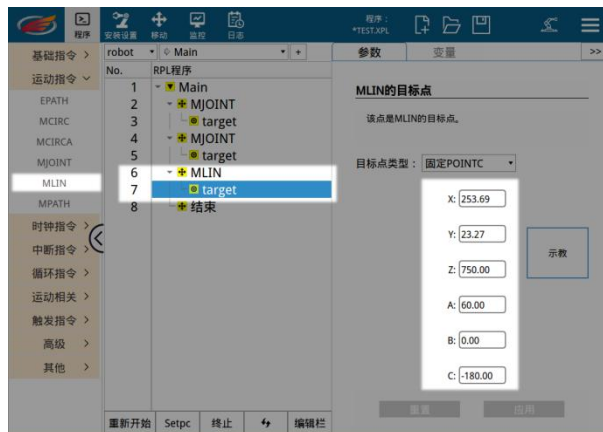 程序
安装设置
移动
监控
日志
程序：
*TEST.XPL
基础指令 >
运动指令
EPATH
MCIRC
MCIRCA
MJOINT
MLIN
MPATH
时钟指令 >
中断指令 >
循环指令 >
运动相关 >
触发指令 >
高级 >
其他 >
robot
Main
+
No. RPL程序
1 Main
2 MJOINT
3 target
4 MJOINT
5 target
6 MLIN
7 target
8 结束
重新开始
Setpc
终止
编辑栏
参数
变量
>>
MLIN的目标点
该点是MLIN的目标点。
目标点类型： 固定POINTC
X: 253.69
Y: 23.27
Z: 750.00
A: 60.00
B: 0.00
C: -180.00
示教
重置
应用